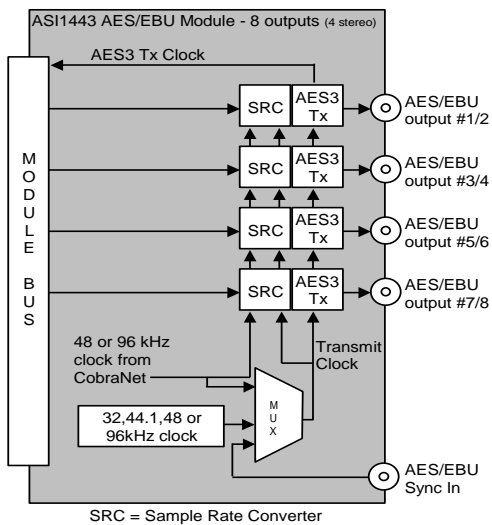 ASI1443 AES/EBU Module - 8 outputs (4 stereo)
AES3 Tx Clock
MODULE BUS
SRC
AES3
Tx
AES/EBU
output #1/2
SRC
AES3
Tx
AES/EBU
output #3/4
SRC
AES3
Tx
AES/EBU
output #5/6
SRC
AES3
Tx
AES/EBU
output #7/8
48 or 96 kHz
clock from
CobraNet
Transmit
Clock
MUX
32,44.1,48 or
96kHz clock
AES/EBU
Sync In
SRC = Sample Rate Converter